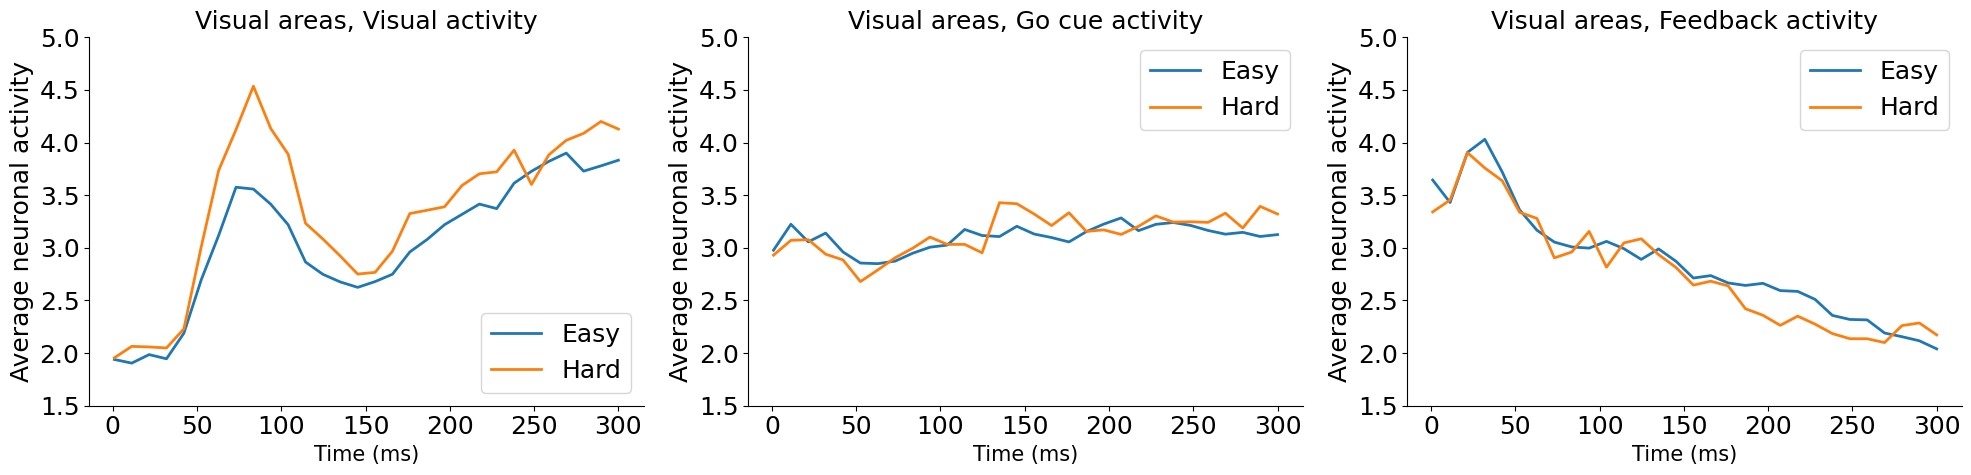 Visual areas, Visual activity
Average neuronal activity
5.0
4.5
4.0
3.5
3.0
2.5
2.0
1.5
Easy
Hard
0 50 100 150 200 250 300
Time (ms)
Visual areas, Go cue activity
Average neuronal activity
5.0
4.5
4.0
3.5
3.0
2.5
2.0
1.5
Easy
Hard
0 50 100 150 200 250 300
Time (ms)
Visual areas, Feedback activity
Average neuronal activity
5.0
4.5
4.0
3.5
3.0
2.5
2.0
1.5
Easy
Hard
0 50 100 150 200 250 300
Time (ms)